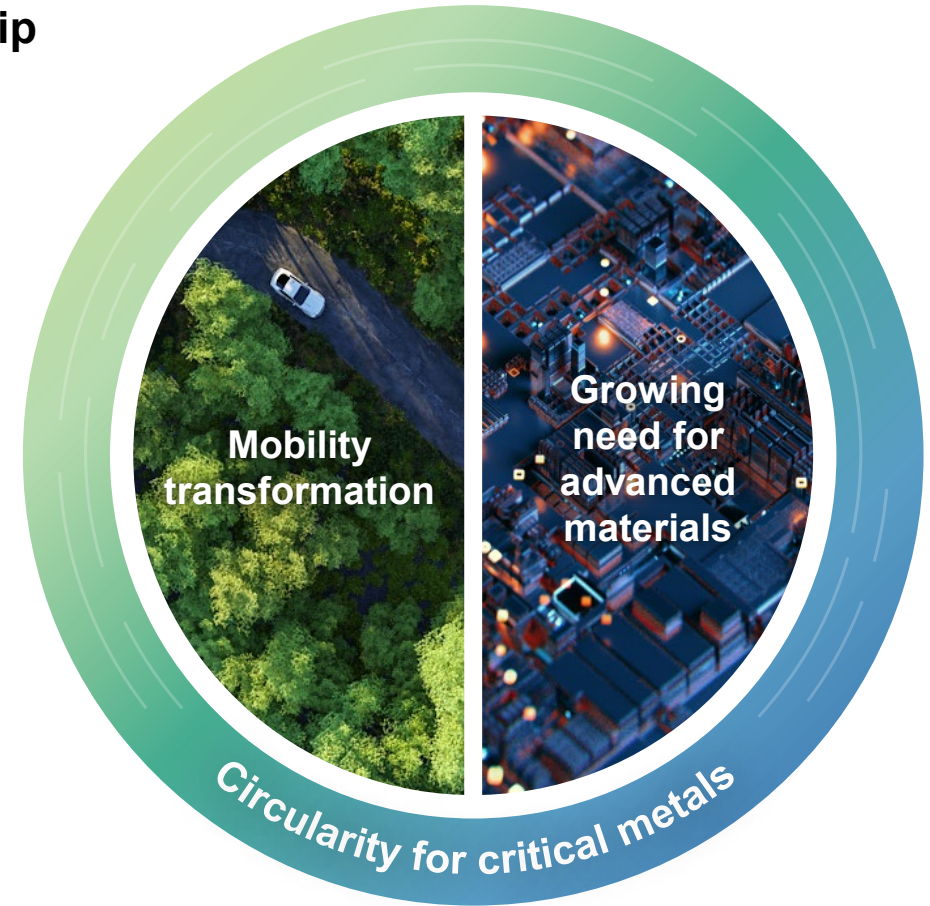 ip
Mobility
transformation
Growing
need for
advanced
materials
Circularity for critical metals